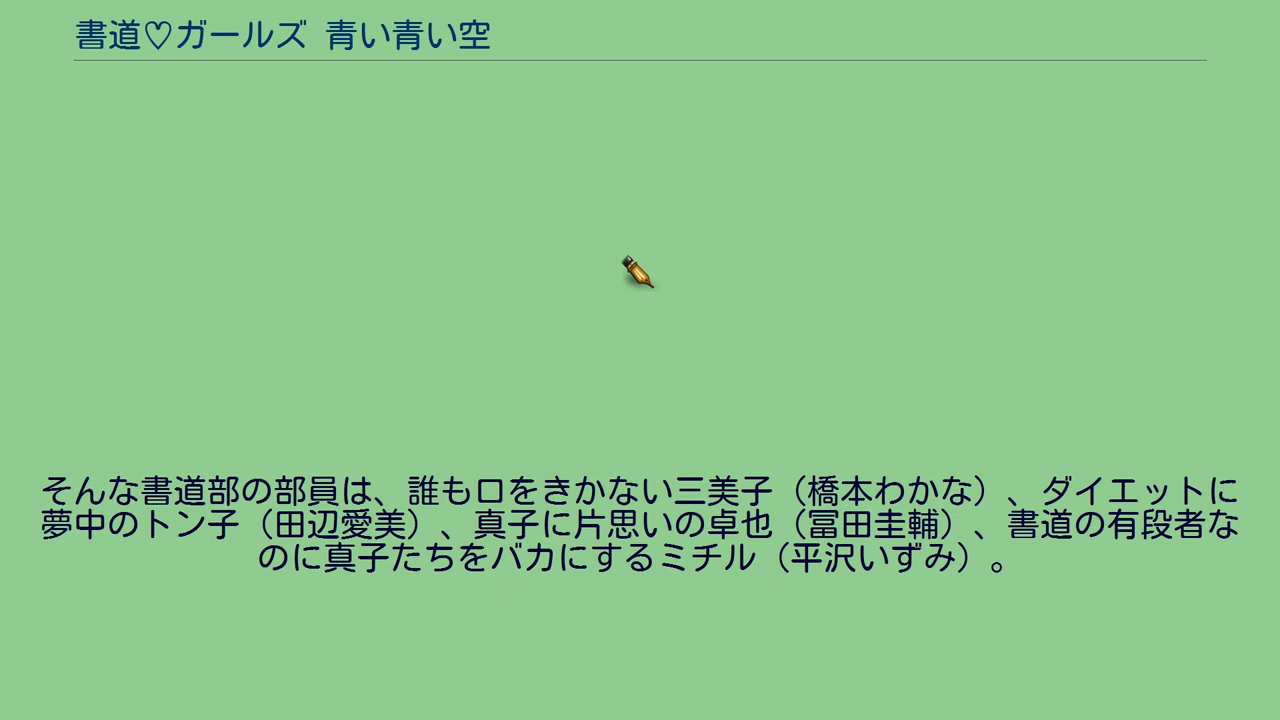 書道♡ガールズ 青い青い空
そんな書道部の部員は、誰も口をきかない三美子（橋本わかな）、ダイエットに
夢中のトン子（田辺愛美）、真子に片思いの卓也（冨田圭輔）、書道の有段者な
のに真子たちをバカにするミチル（平沢いずみ）。